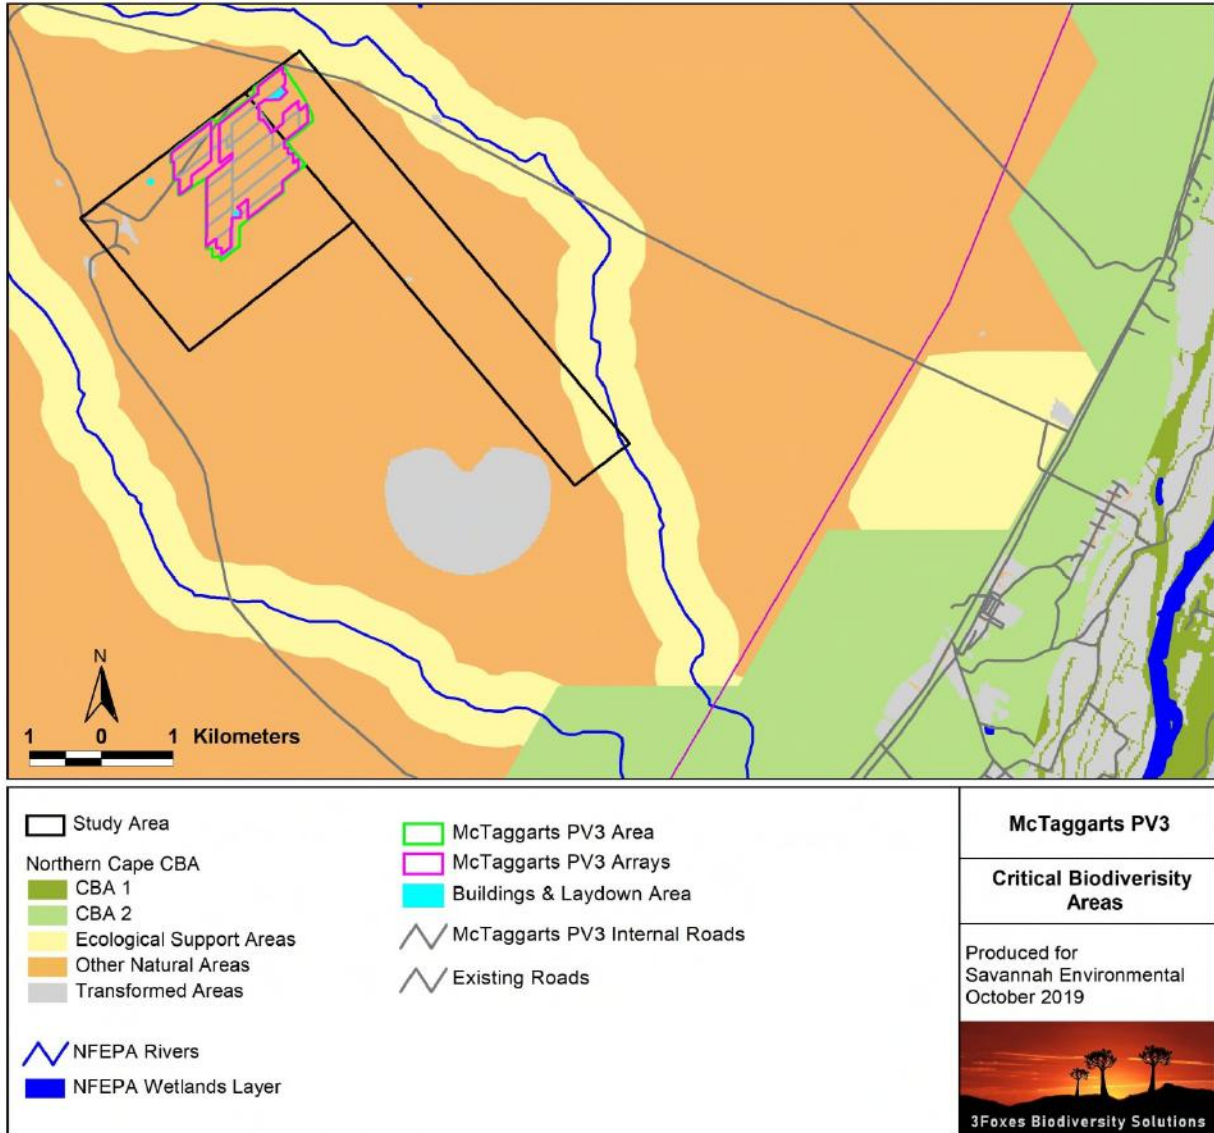 N
1 0 1 Kilometers
Study Area
Northern Cape CBA
CBA 1
CBA 2
Ecological Support Areas
Other Natural Areas
Transformed Areas
NFEPA Rivers
NFEPA Wetlands Layer
McTaggarts PV3 Area
McTaggarts PV3 Arrays
Buildings & Laydown Area
McTaggarts PV3 Internal Roads
Existing Roads
McTaggarts PV3
Critical Biodiverisity
Areas
Produced for
Savannah Environmental
October 2019
3Foxes Biodiversity Solutions